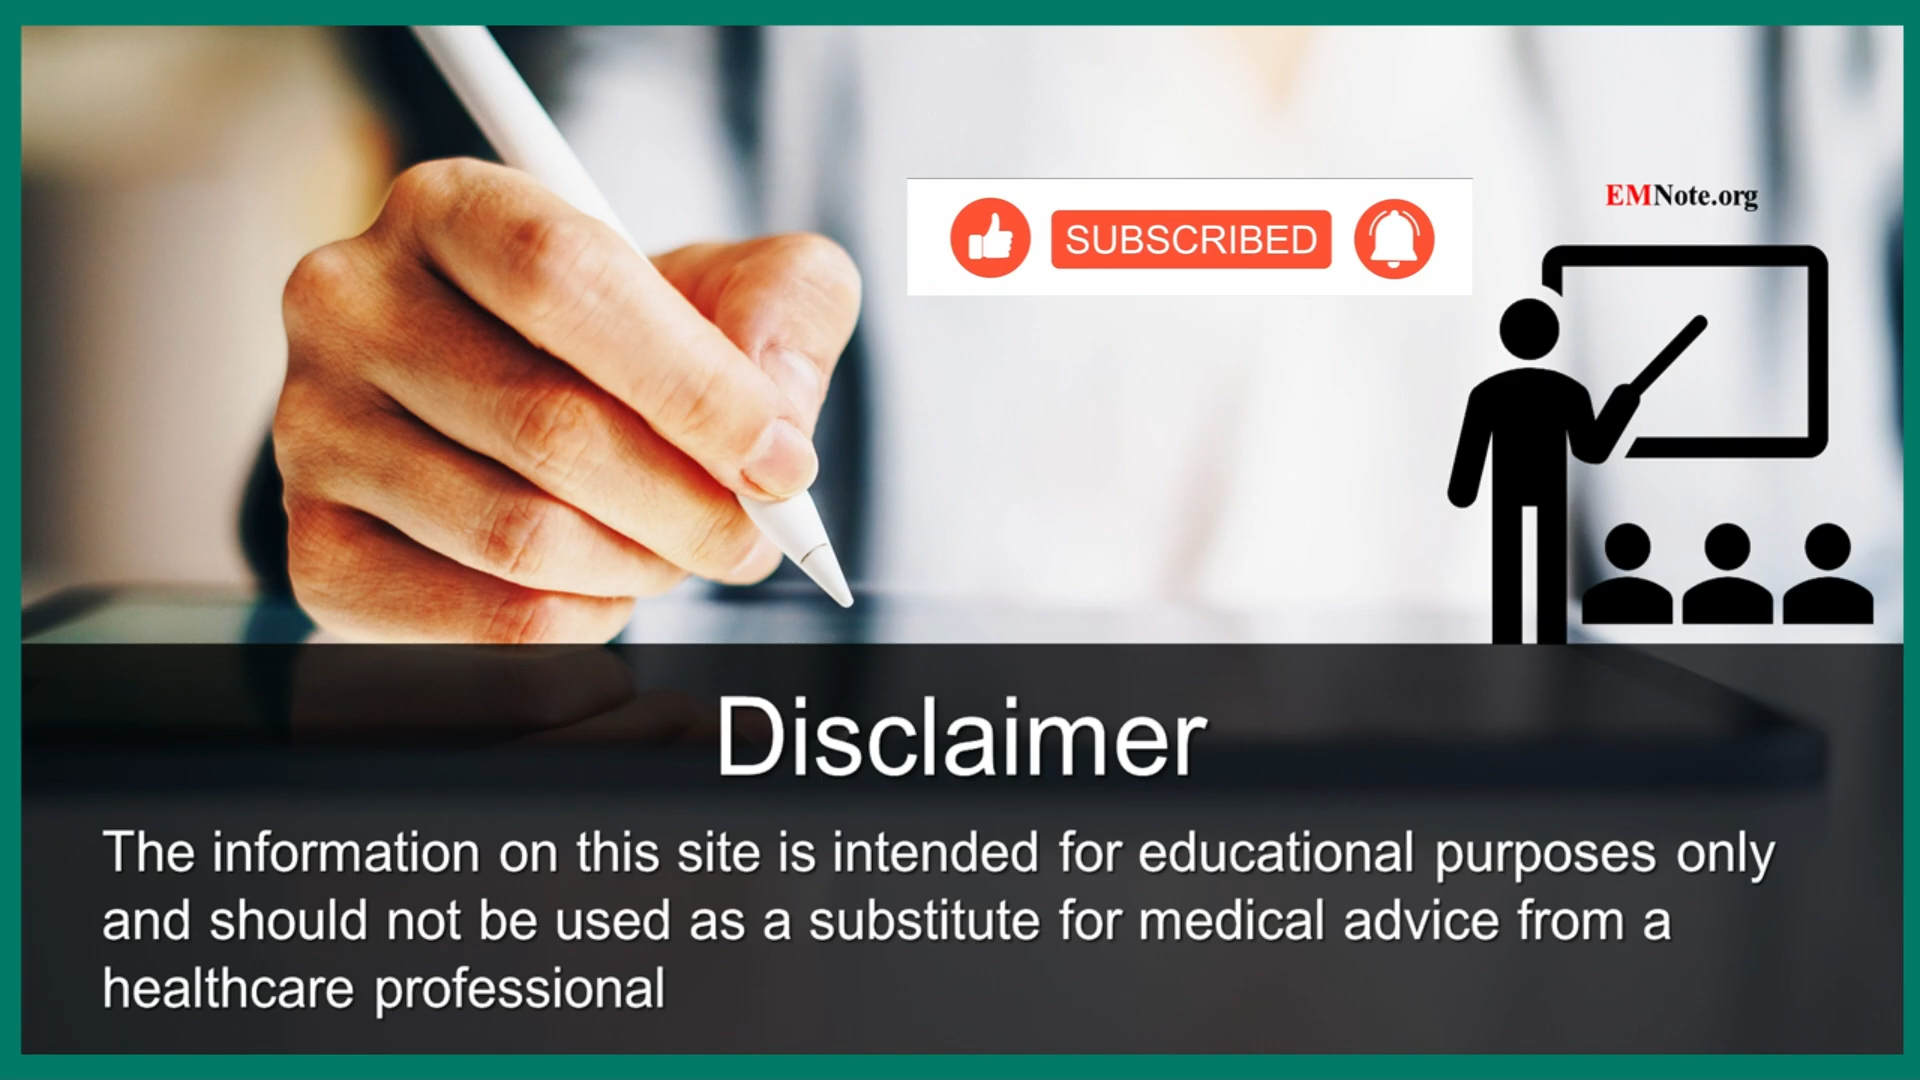 EMNote.org
SUBSCRIBED
Disclaimer
The information on this site is intended for educational purposes only
and should not be used as a substitute for medical advice from a
healthcare professional